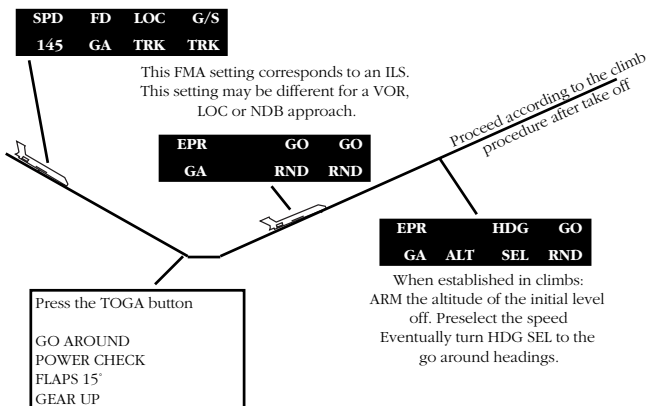 SPD FD LOC G/S
145 GA TRK TRK
This FMA setting corresponds to an ILS.
This setting may be different for a VOR,
LOC or NDB approach.
EPR GO GO
GA RND RND
Proceed according to the climb
procedure after take off
EPR HDG GO
GA ALT SEL RND
When established in climbs:
ARM the altitude of the initial level
off. Preselect the speed
Eventually turn HDG SEL to the
go around headings.
Press the TOGA button
GO AROUND
POWER CHECK
FLAPS 15°
GEAR UP